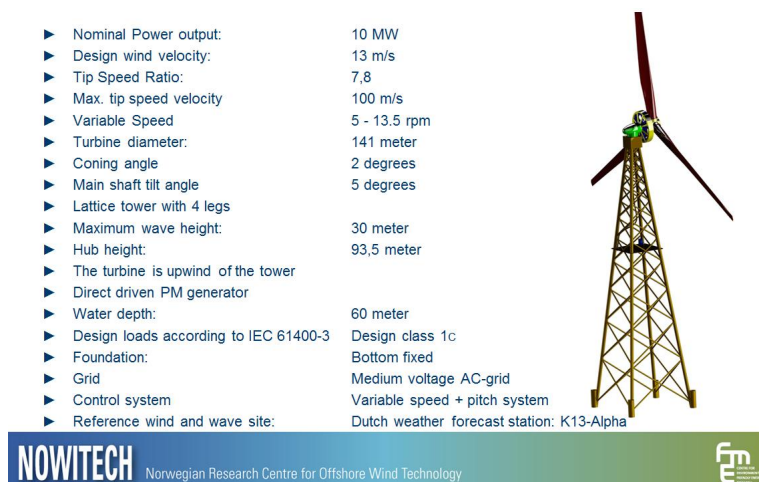 ► Nominal Power output: 10 MW
► Design wind velocity: 13 m/s
► Tip Speed Ratio: 7,8
► Max. tip speed velocity 100 m/s
► Variable Speed 5 - 13.5 rpm
► Turbine diameter: 141 meter
► Coning angle 2 degrees
► Main shaft tilt angle 5 degrees
► Lattice tower with 4 legs
► Maximum wave height: 30 meter
► Hub height: 93,5 meter
► The turbine is upwind of the tower
► Direct driven PM generator
► Water depth: 60 meter
► Design loads according to IEC 61400-3 Design class 1c
► Foundation: Bottom fixed
► Grid Medium voltage AC-grid
► Control system Variable speed + pitch system
► Reference wind and wave site: Dutch weather forecast station: K13-Alpha
NOWITECH Norwegian Research Centre for Offshore Wind Technology
fme